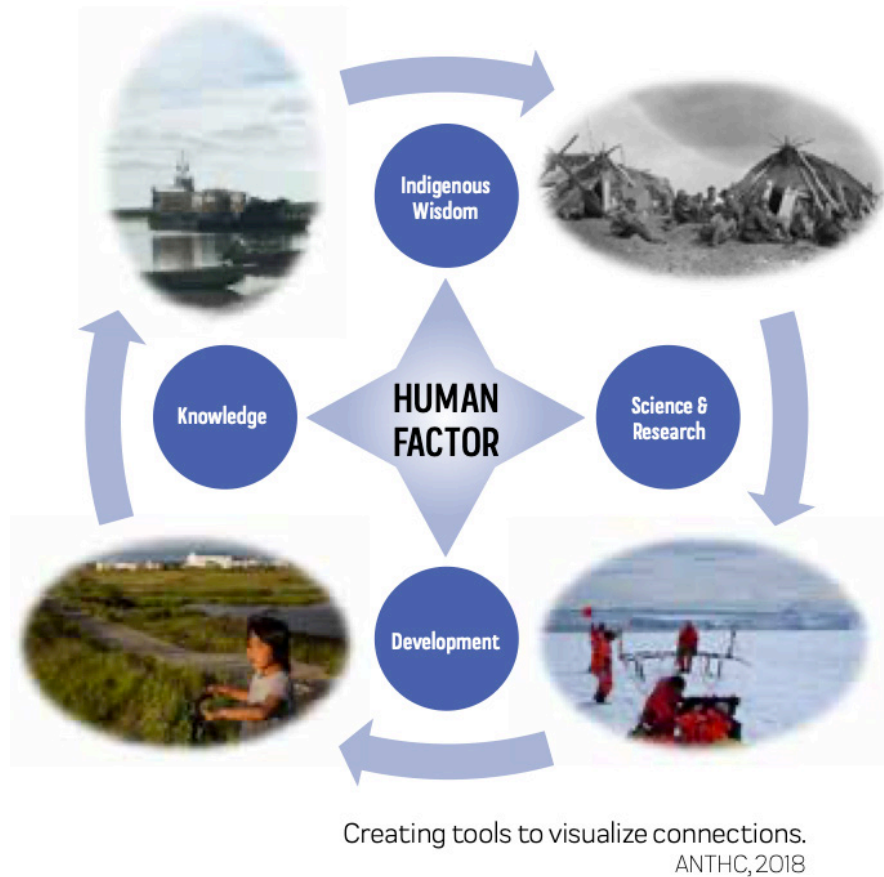 Indigenous
Wisdom
Knowledge
HUMAN
FACTOR
Science &
Research
Development
Creating tools to visualize connections.
ANTHC, 2018